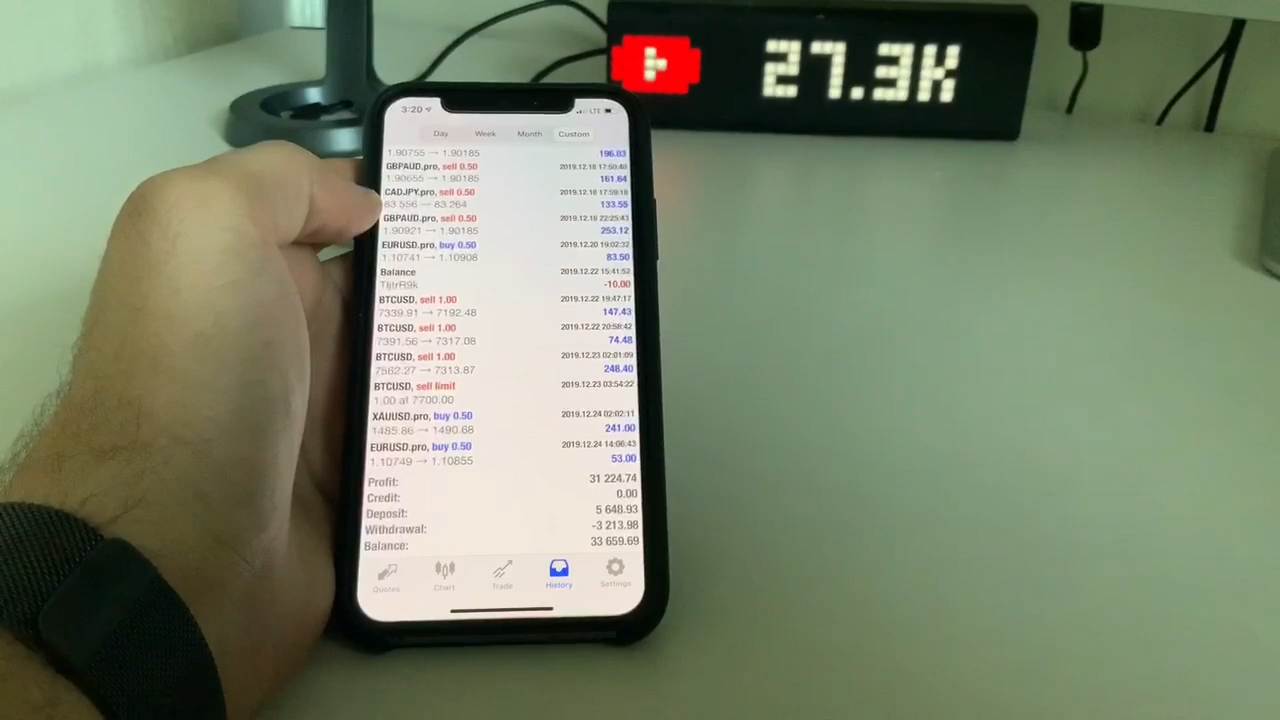 27.3K
3:20
LTE
Day Week Month Custom
1.90755 → 1.90185 196.03
GBPAUD.pro, sell 0.50 2019.12.18 17:50:40
1.90655 → 1.90185 161.64
CADJPY.pro, sell 0.50 2019.12.18 17:59:18
83.556 → 83.264 133.55
GBPAUD.pro, sell 0.50 2019.12.18 22:25:43
1.90921 → 1.90185 253.12
EURUSD.pro, buy 0.50 2019.12.20 19:02:32
1.10741 → 1.10908 83.50
Balance 2019.12.22 15:41:52
-10.00
BTCUSD, sell 1.00 2019.12.22 19:47:17
7339.91 → 7192.48 147.43
BTCUSD, sell 1.00 2019.12.22 20:58:42
7391.56 → 7317.08 74.48
BTCUSD, sell 1.00 2019.12.23 02:01:09
7562.27 → 7313.87 248.40
BTCUSD, sell limit 2019.12.23 03:54:22
1.00 at 7700.00
XAUUSD.pro, buy 0.50 2019.12.24 02:02:11
1485.86 → 1490.68 241.00
EURUSD.pro, buy 0.50 2019.12.24 14:06:43
1.10749 → 1.10855 53.00
Profit: 31 224.74
Credit: 0.00
Deposit: 5 648.93
Withdrawal: -3 213.98
Balance: 33 659.69
Quotes Chart Trade History Settings